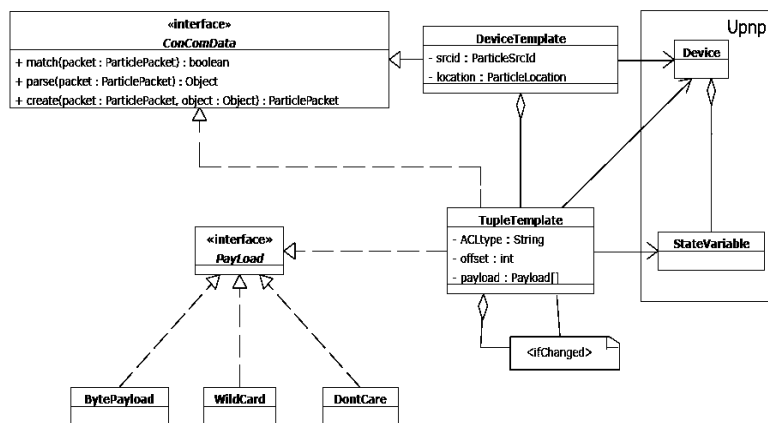 «interface»
ConComData
+ match(packet : ParticlePacket) : boolean
+ parse(packet : ParticlePacket) : Object
+ create(packet : ParticlePacket, object : Object) : ParticlePacket
DeviceTemplate
- srcid : ParticleSrcId
- location : ParticleLocation
Upnp
Device
TupleTemplate
- ACLtype : String
- offset : int
- payload : Payload[]
StateVariable
«interface»
PayLoad
<ifChanged>
BytePayload
WildCard
DontCare